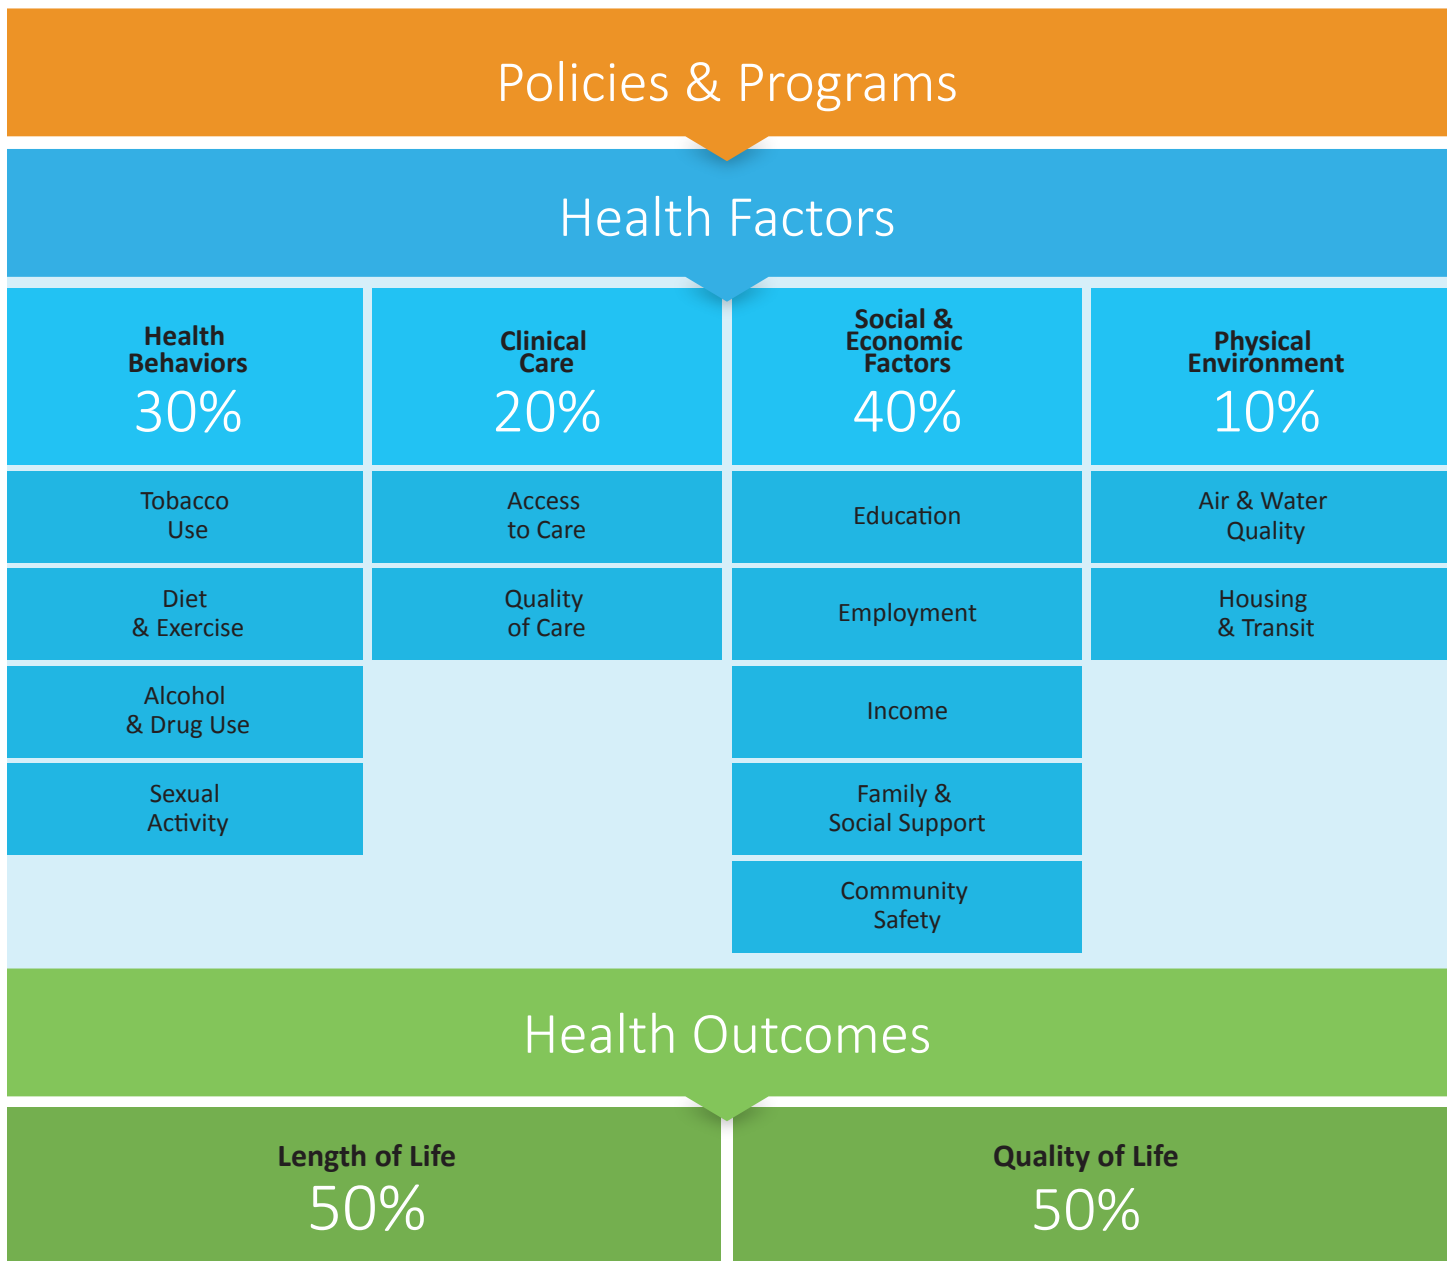 Policies & Programs
Health Factors
Health
Behaviors
30%
Tobacco
Use
Diet
& Exercise
Alcohol
& Drug Use
Sexual
Activity
Clinical
Care
20%
Access
to Care
Quality
of Care
Social &
Economic
Factors
40%
Education
Employment
Income
Family &
Social Support
Community
Safety
Physical
Environment
10%
Air & Water
Quality
Housing
& Transit
Health Outcomes
Length of Life
50%
Quality of Life
50%